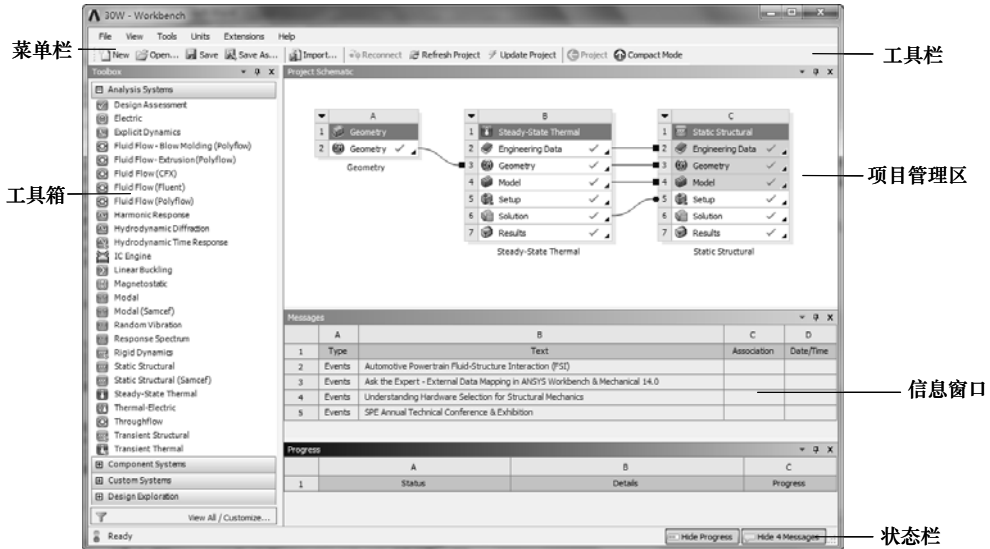 30W - Workbench
File View Tools Units Extensions Help
菜单栏
New Open... Save Save As... Import... Reconnect Refresh Project Update Project Project Compact Mode
工具栏
Toolbox
Analysis Systems
Design Assessment
Electric
Explicit Dynamics
Fluid Flow - Blow Molding (Polyflow)
Fluid Flow - Extrusion (Polyflow)
Fluid Flow (CFX)
Fluid Flow (Fluent)
Fluid Flow (Polyflow)
Harmonic Response
Hydrodynamic Diffraction
Hydrodynamic Time Response
IC Engine
Linear Buckling
Magnetostatic
Modal
Modal (Samcef)
Random Vibration
Response Spectrum
Rigid Dynamics
Static Structural
Static Structural (Samcef)
Steady-State Thermal
Thermal-Electric
Throughflow
Transient Structural
Transient Thermal
Component Systems
Custom Systems
Design Exploration
View All / Customize...
工具箱
Project Schematic
A
1 Geometry
2 Geometry
Geometry
B
1 Steady-State Thermal
2 Engineering Data
3 Geometry
4 Model
5 Setup
6 Solution
7 Results
Steady-State Thermal
C
1 Static Structural
2 Engineering Data
3 Geometry
4 Model
5 Setup
6 Solution
7 Results
Static Structural
项目管理区
Messages
A B C D
1 Type Text Association Date/Time
2 Events Automotive Powertrain Fluid-Structure Interaction (FSI)
3 Events Ask the Expert - External Data Mapping in ANSYS Workbench & Mechanical 14.0
4 Events Understanding Hardware Selection for Structural Mechanics
5 Events SPE Annual Technical Conference & Exhibition
信息窗口
Progress
A B C
1 Status Details Progress
Ready
Hide Progress Hide 4 Messages
状态栏